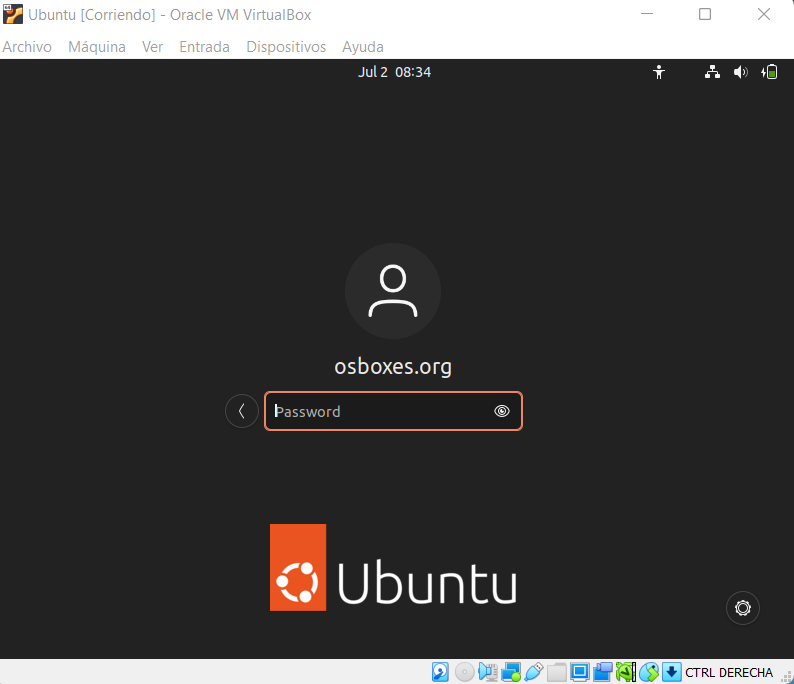 Ubuntu [Corriendo] - Oracle VM VirtualBox
Archivo Máquina Ver Entrada Dispositivos Ayuda
Jul 2 08:34
osboxes.org
Password
Ubuntu
CTRL DERECHA